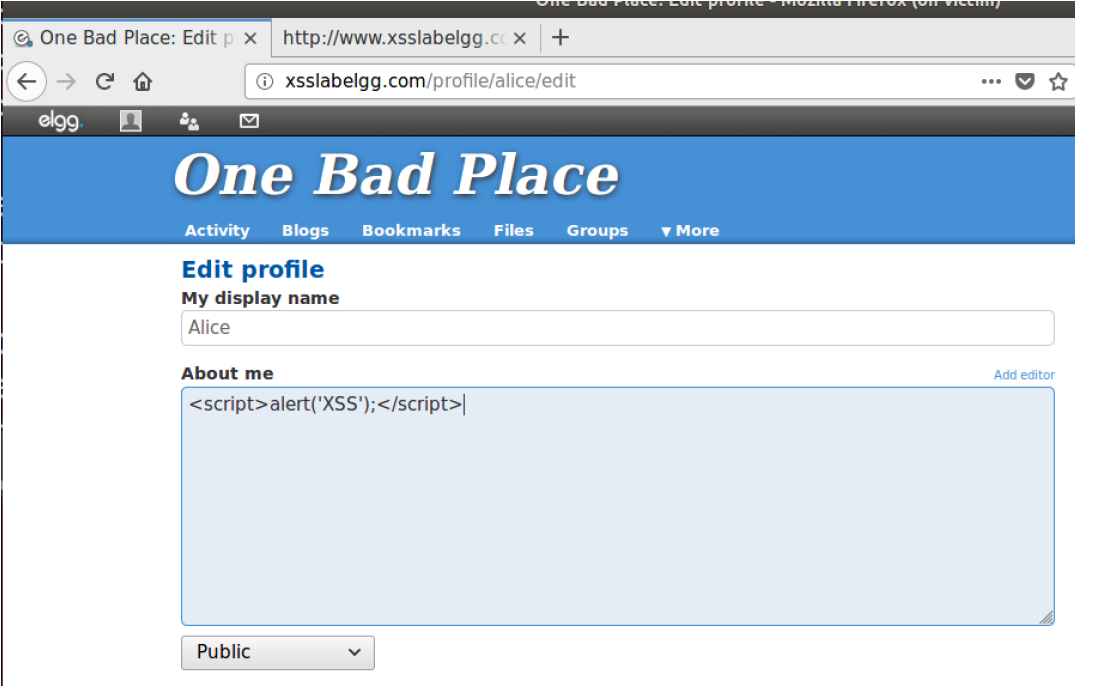 One Bad Place: Edit profile - Mozilla Firefox (on victim)
One Bad Place: Edit p × http://www.xsslabelgg.cc × +
xsslabelgg.com/profile/alice/edit
elgg.
One Bad Place
Activity Blogs Bookmarks Files Groups ▾ More
Edit profile
My display name
Alice
About me Add editor
<script>alert('XSS');</script>
Public